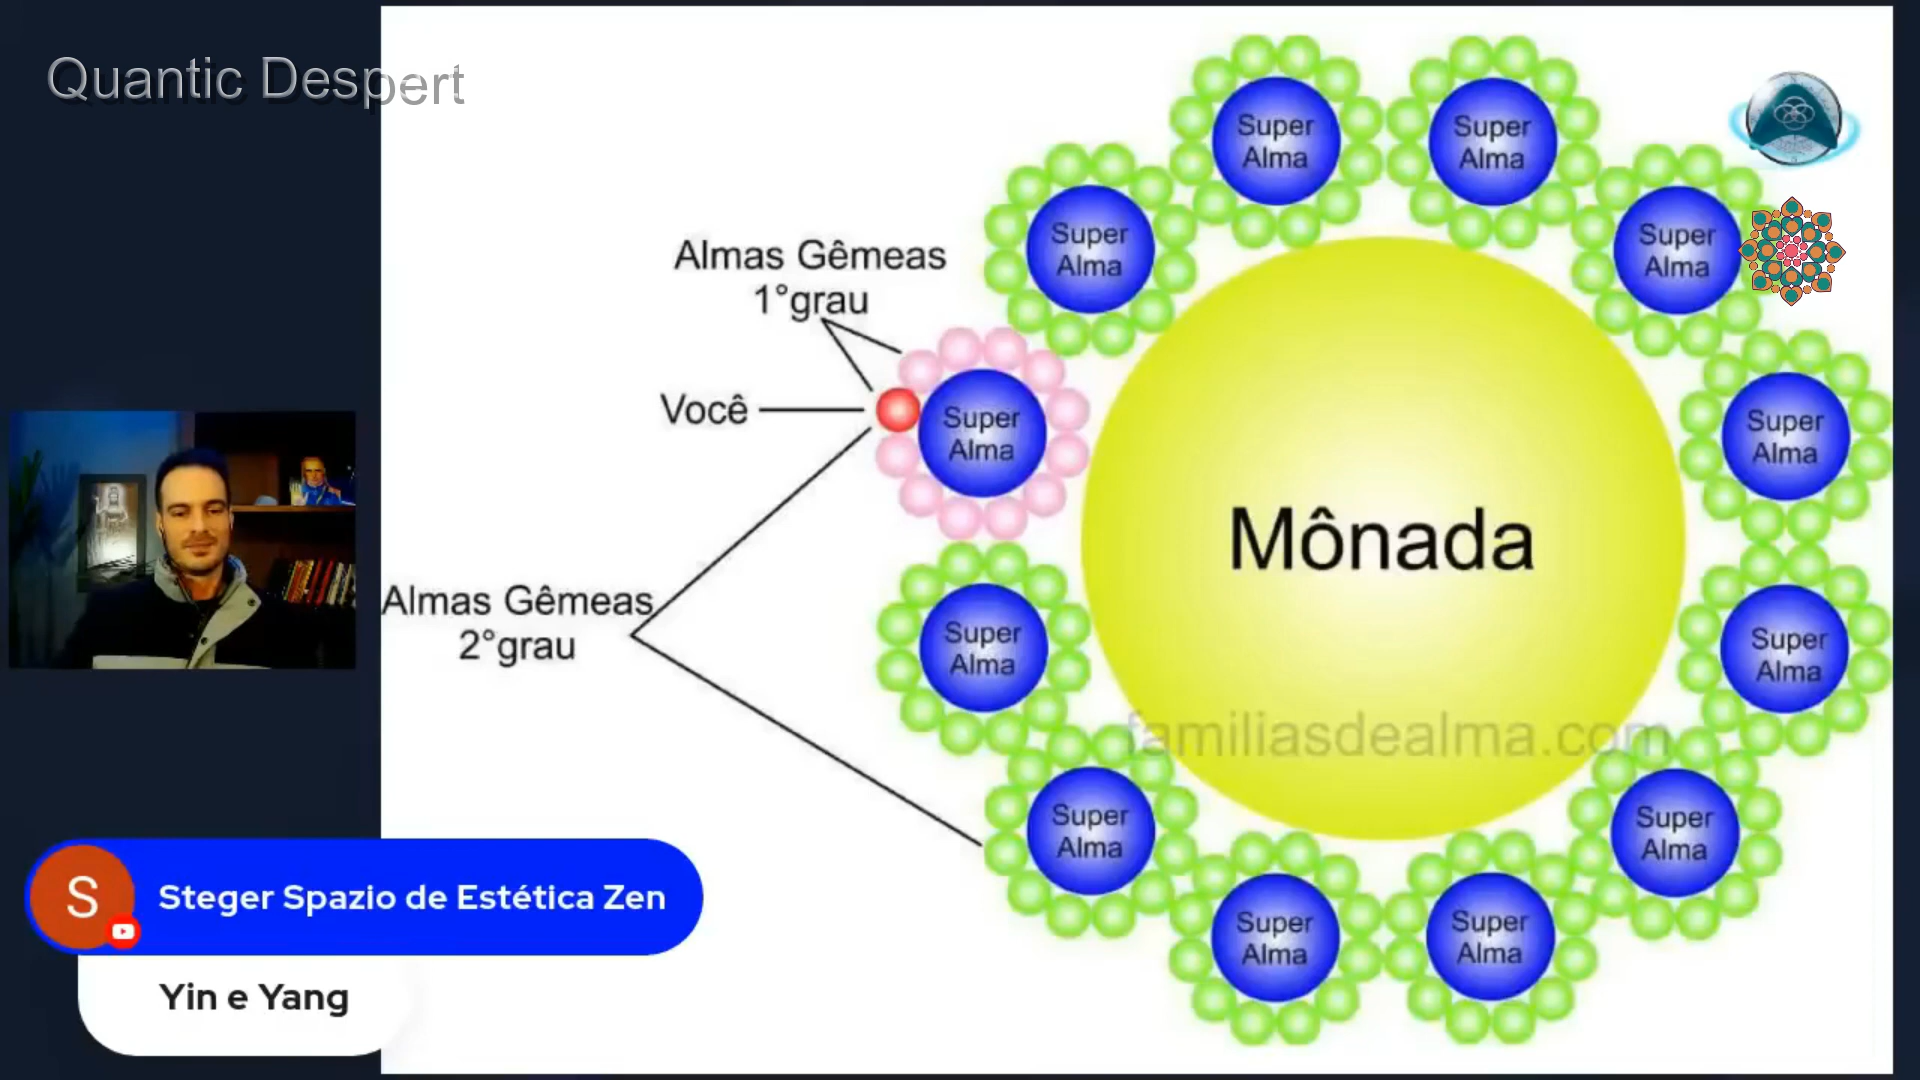 Quantic Despert
Almas Gêmeas
1°grau
Você
Almas Gêmeas
2°grau
Super
Alma
Super
Alma
Super
Alma
Super
Alma
Super
Alma
Super
Alma
Super
Alma
Super
Alma
Super
Alma
Super
Alma
Super
Alma
Super
Alma
Mônada
familiasdealma.com
S
Steger Spazio de Estética Zen
Yin e Yang